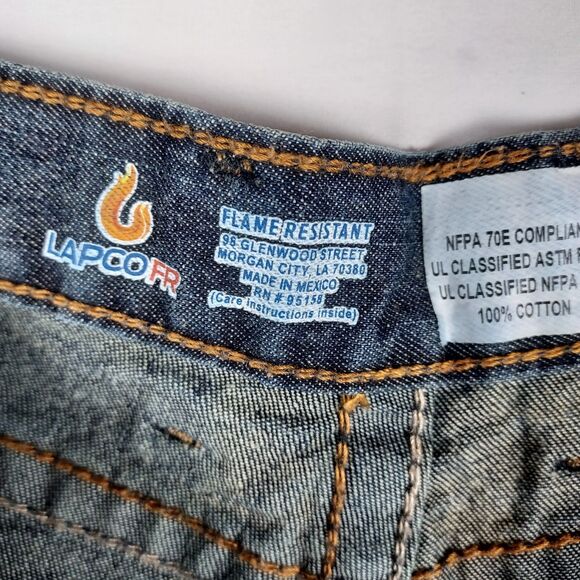 LAPCO FR
FLAME RESISTANT
98 GLENWOOD STREET
MORGAN CITY, LA 70380
MADE IN MEXICO
RN # 95158
(Care instructions inside)
NFPA 70E COMPLIAN
UL CLASSIFIED ASTM F
UL CLASSIFIED NFPA
100% COTTON